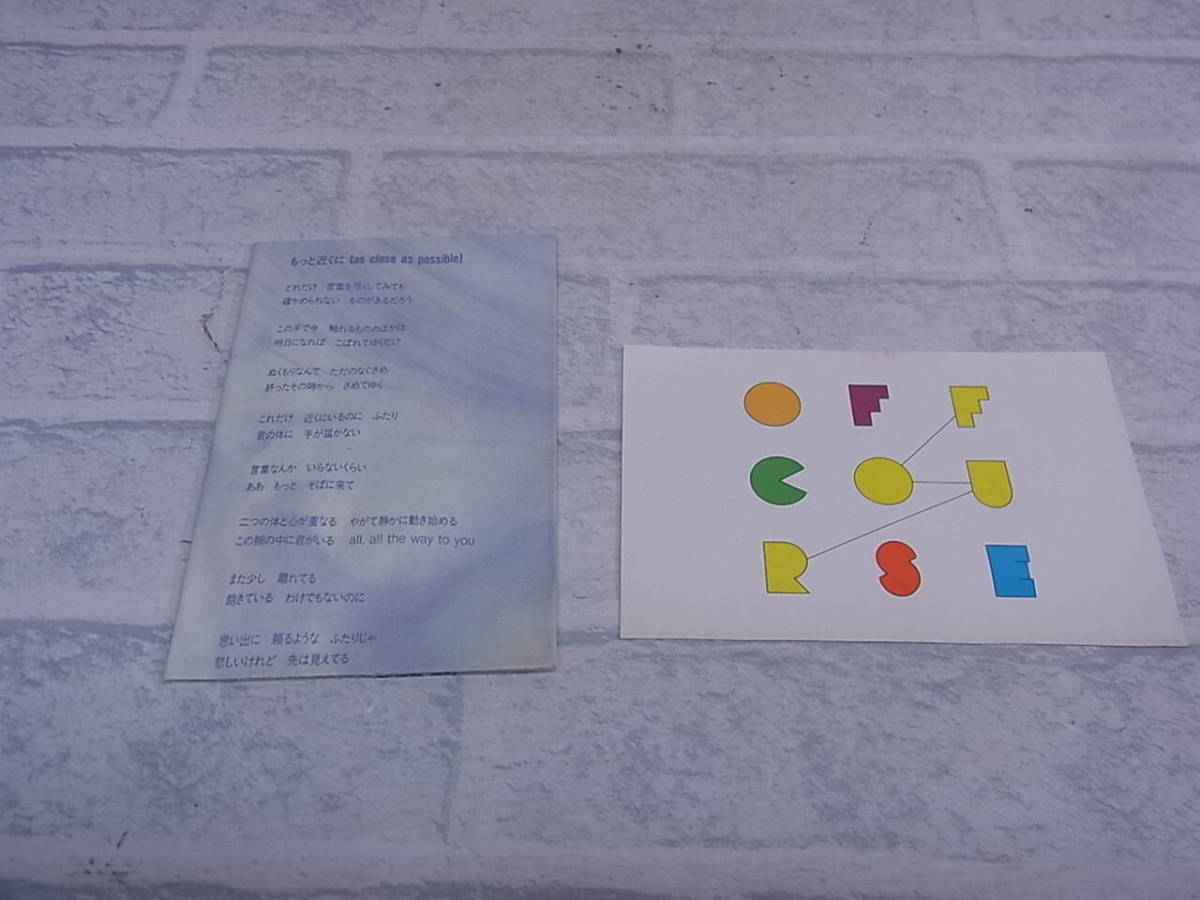 もっと近くに (as close as possible)
どれだけ 言葉を尽くしてみても
確かめられない ものがあるだろう
この手で今 触れるもののほかは
明日になれば こぼれてゆくだけ
ぬくもりなんて ただのなぐさめ
終ったその時から さめてゆく
これだけ 近くにいるのに ふたり
君の体に 手が届かない
言葉なんか いらないくらい
ああ もっと そばに来て
二つの体と心が重なる やがて静かに動き始める
この腕の中に君がいる all, all the way to you
また少し 離れてる
飽きている わけでもないのに
思い出に 頼るような ふたりじゃ
悲しいけれど 先は見えてる
O F F
C O U
R S E